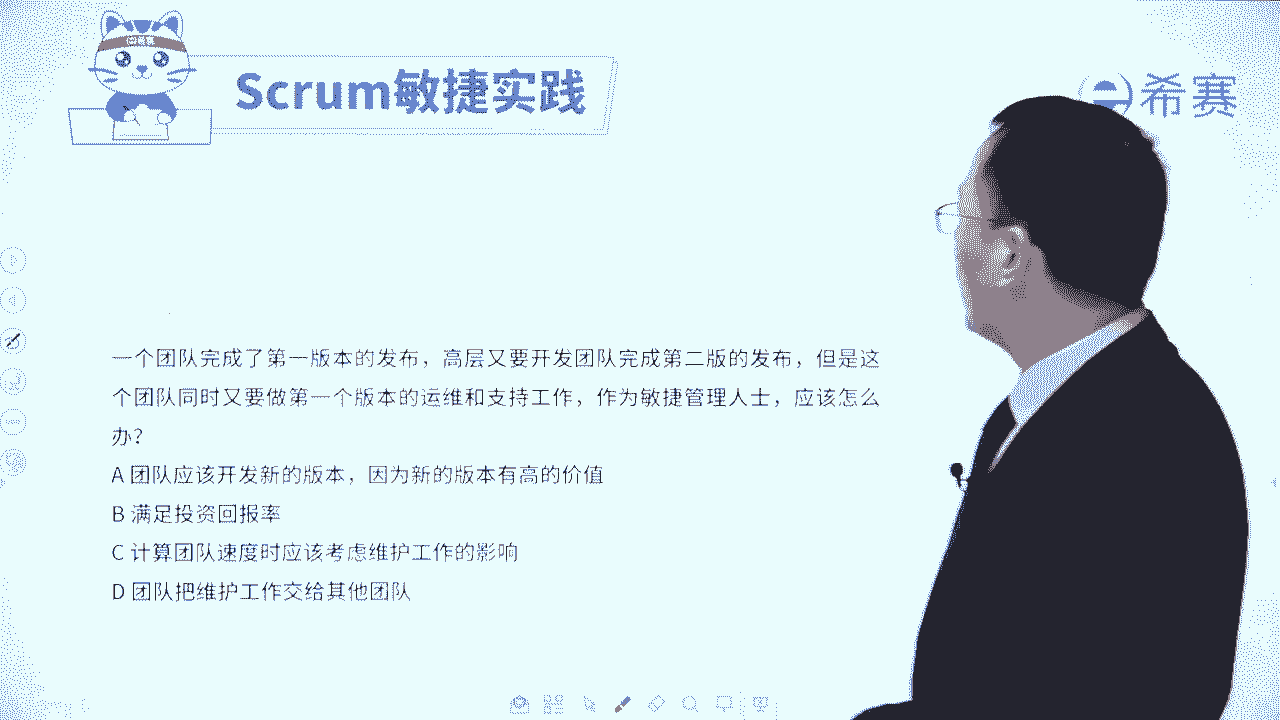 Scrum敏捷实践
希赛
一个团队完成了第一版本的发布，高层又要开发团队完成第二版的发布，但是这
个团队同时又要做第一个版本的运维和支持工作，作为敏捷管理人士，应该怎么
办？
A 团队应该开发新的版本，因为新的版本有高的价值
B 满足投资回报率
C 计算团队速度时应该考虑维护工作的影响
D 团队把维护工作交给其他团队